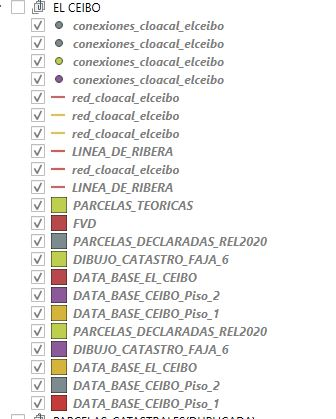 EL CEIBO
conexiones_cloacal_elceibo
conexiones_cloacal_elceibo
conexiones_cloacal_elceibo
conexiones_cloacal_elceibo
red_cloacal_elceibo
red_cloacal_elceibo
red_cloacal_elceibo
LINEA_DE_RIBERA
red_cloacal_elceibo
LINEA_DE_RIBERA
PARCELAS_TEORICAS
FVD
PARCELAS_DECLARADAS_REL2020
DIBUJO_CATASTRO_FAJA_6
DATA_BASE_EL_CEIBO
DATA_BASE_CEIBO_Piso_2
DATA_BASE_CEIBO_Piso_1
PARCELAS_DECLARADAS_REL2020
DIBUJO_CATASTRO_FAJA_6
DATA_BASE_EL_CEIBO
DATA_BASE_CEIBO_Piso_2
DATA_BASE_CEIBO_Piso_1